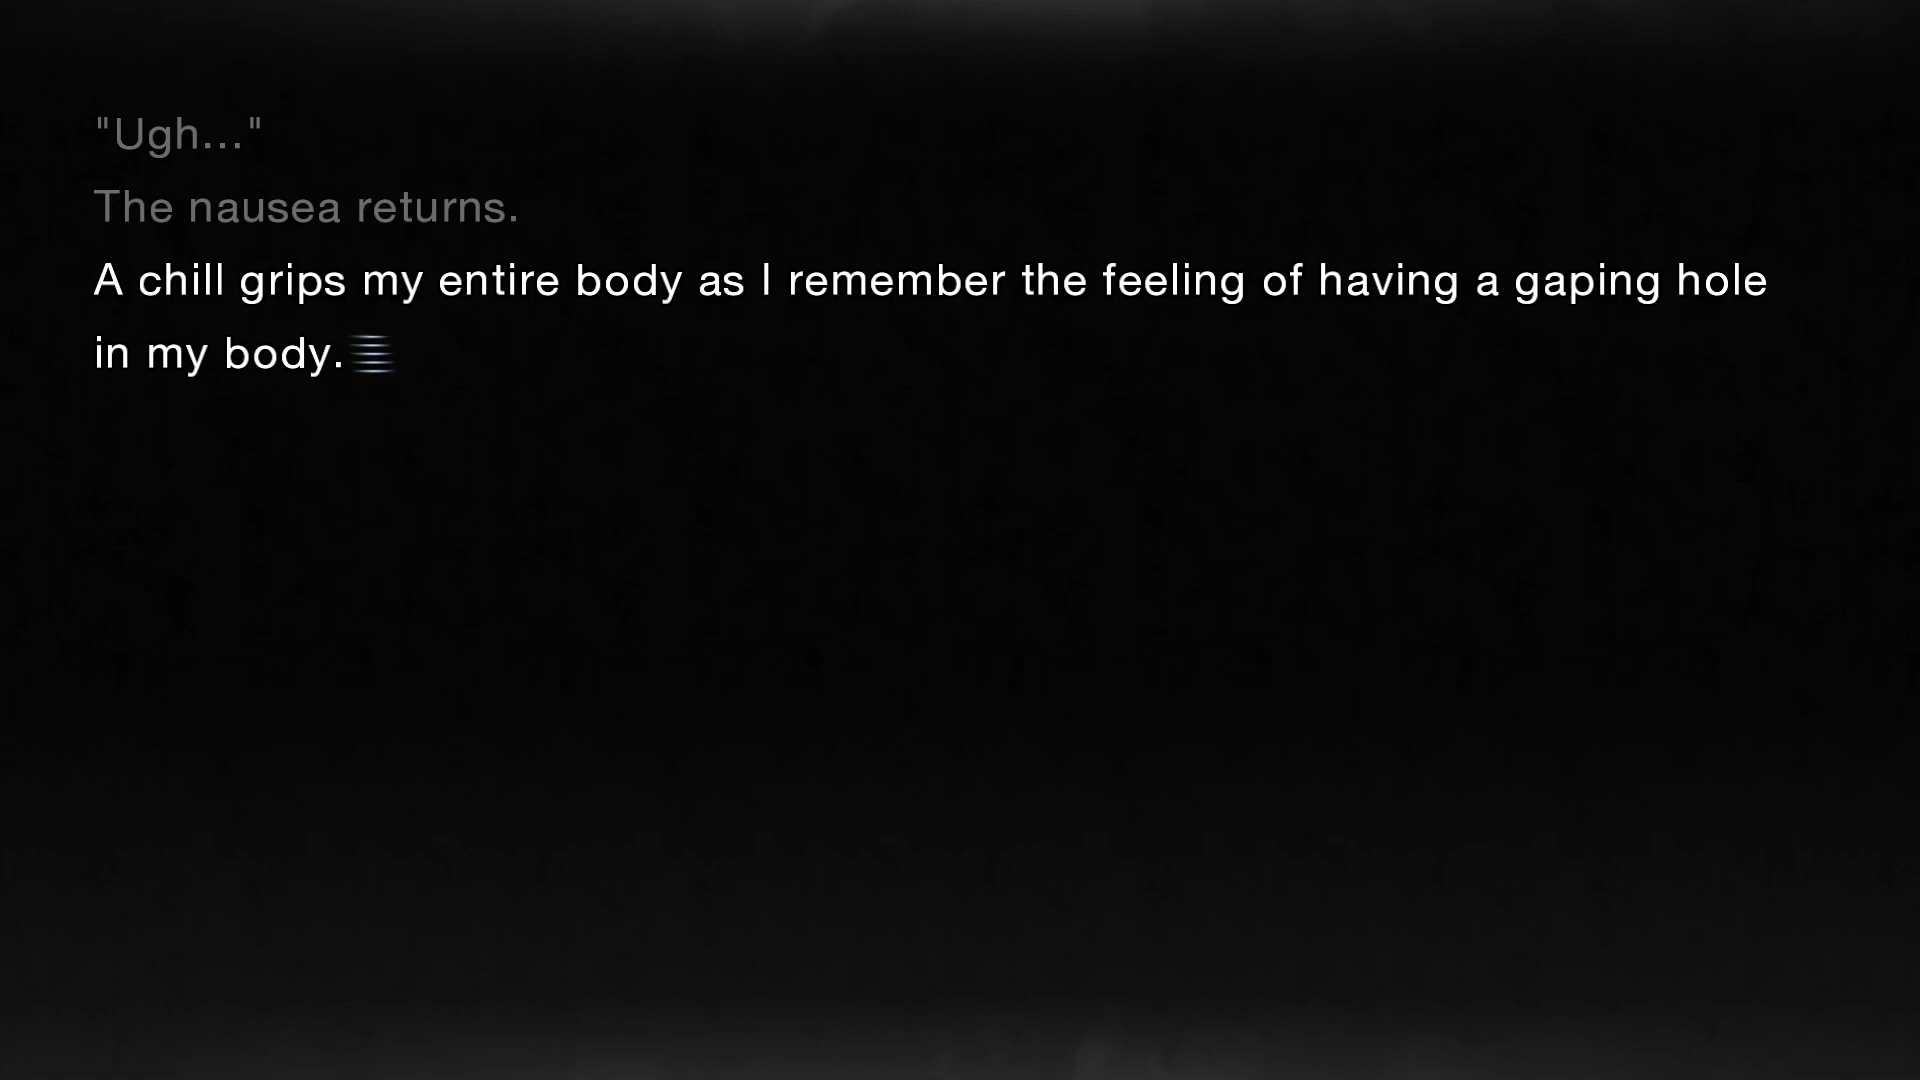 "Ugh..."
The nausea returns.
A chill grips my entire body as I remember the feeling of having a gaping hole
in my body.